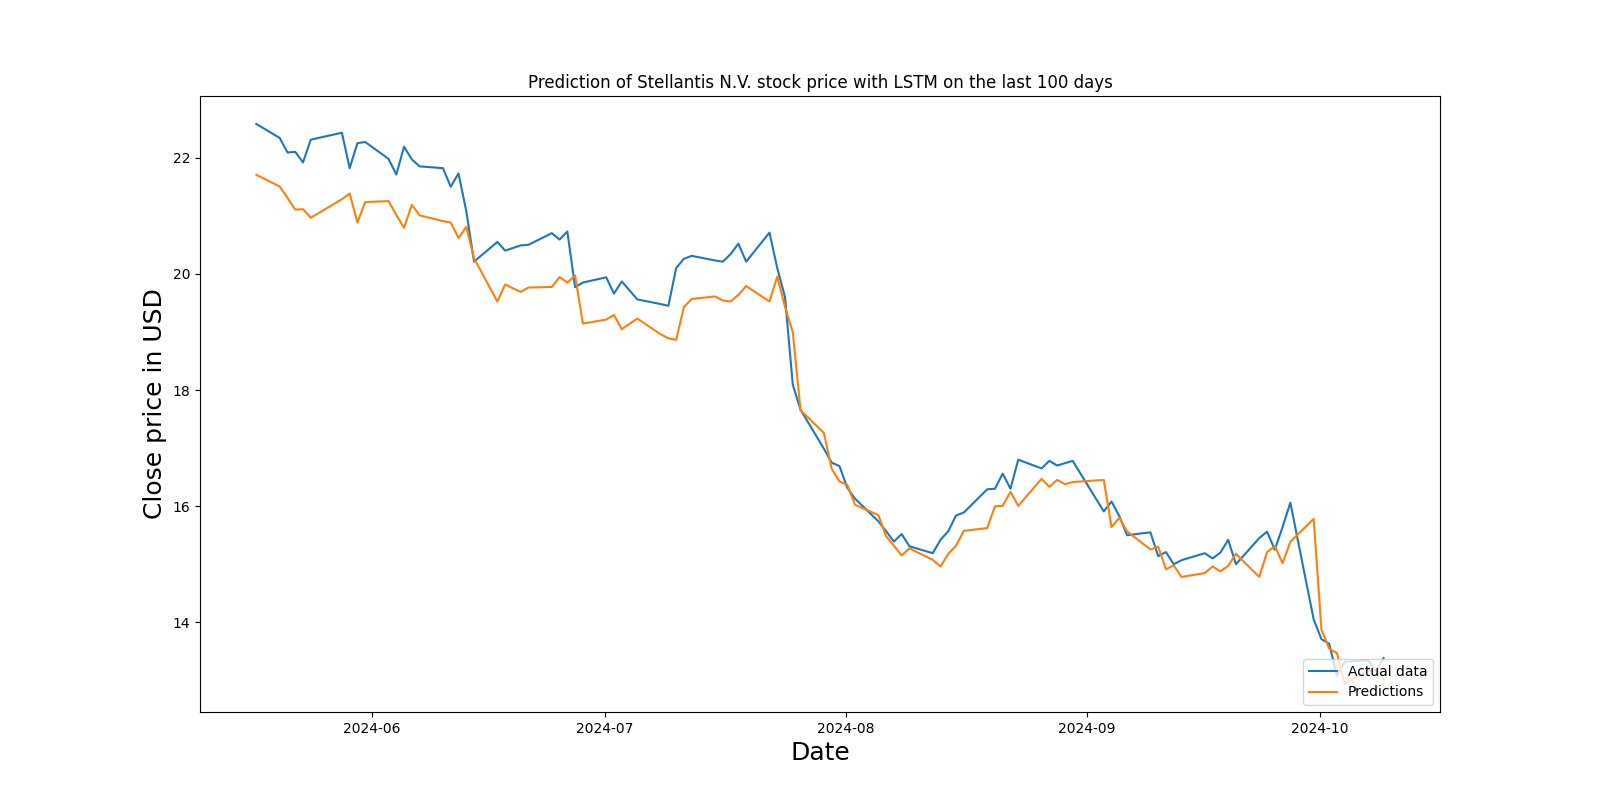 Prediction of Stellantis N.V. stock price with LSTM on the last 100 days
Close price in USD
22
20
18
16
14
2024-06 2024-07 2024-08 2024-09 2024-10
Date
Actual data
Predictions